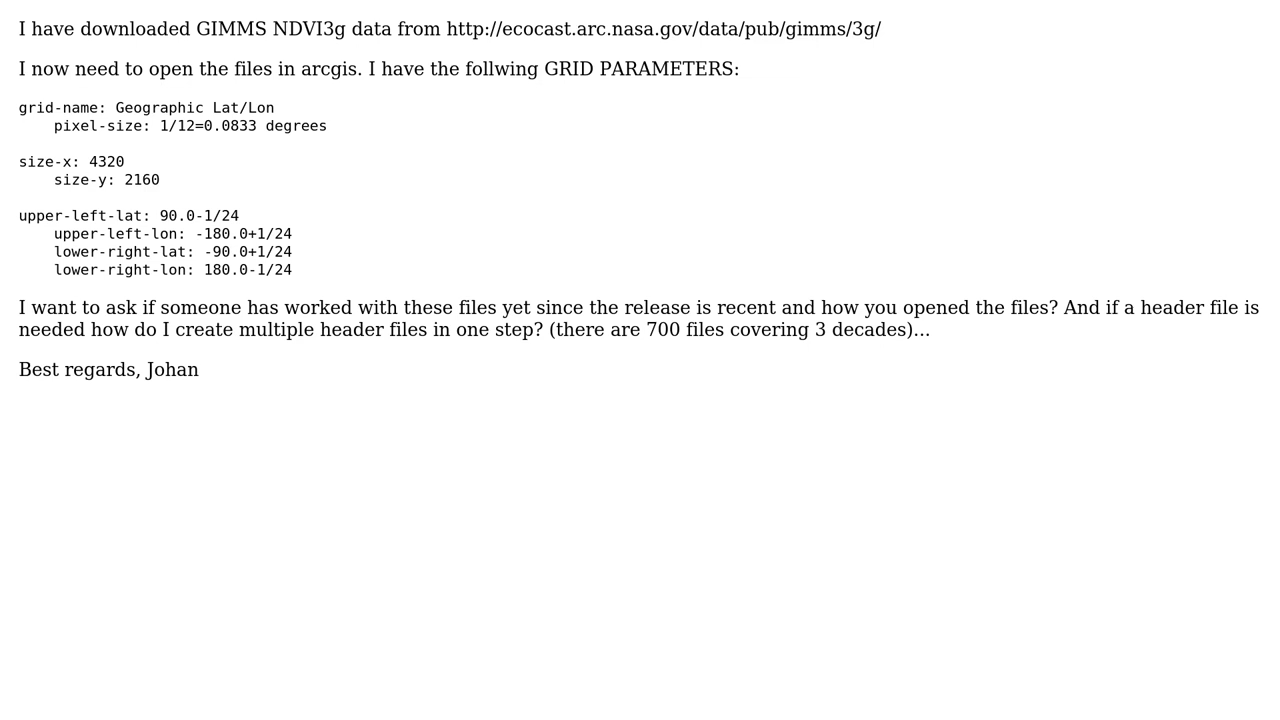 I have downloaded GIMMS NDVI3g data from http://ecocast.arc.nasa.gov/data/pub/gimms/3g/
I now need to open the files in arcgis. I have the follwing GRID PARAMETERS:
grid-name: Geographic Lat/Lon
    pixel-size: 1/12=0.0833 degrees
size-x: 4320
    size-y: 2160
upper-left-lat: 90.0-1/24
    upper-left-lon: -180.0+1/24
    lower-right-lat: -90.0+1/24
    lower-right-lon: 180.0-1/24
I want to ask if someone has worked with these files yet since the release is recent and how you opened the files? And if a header file is
needed how do I create multiple header files in one step? (there are 700 files covering 3 decades)...
Best regards, Johan